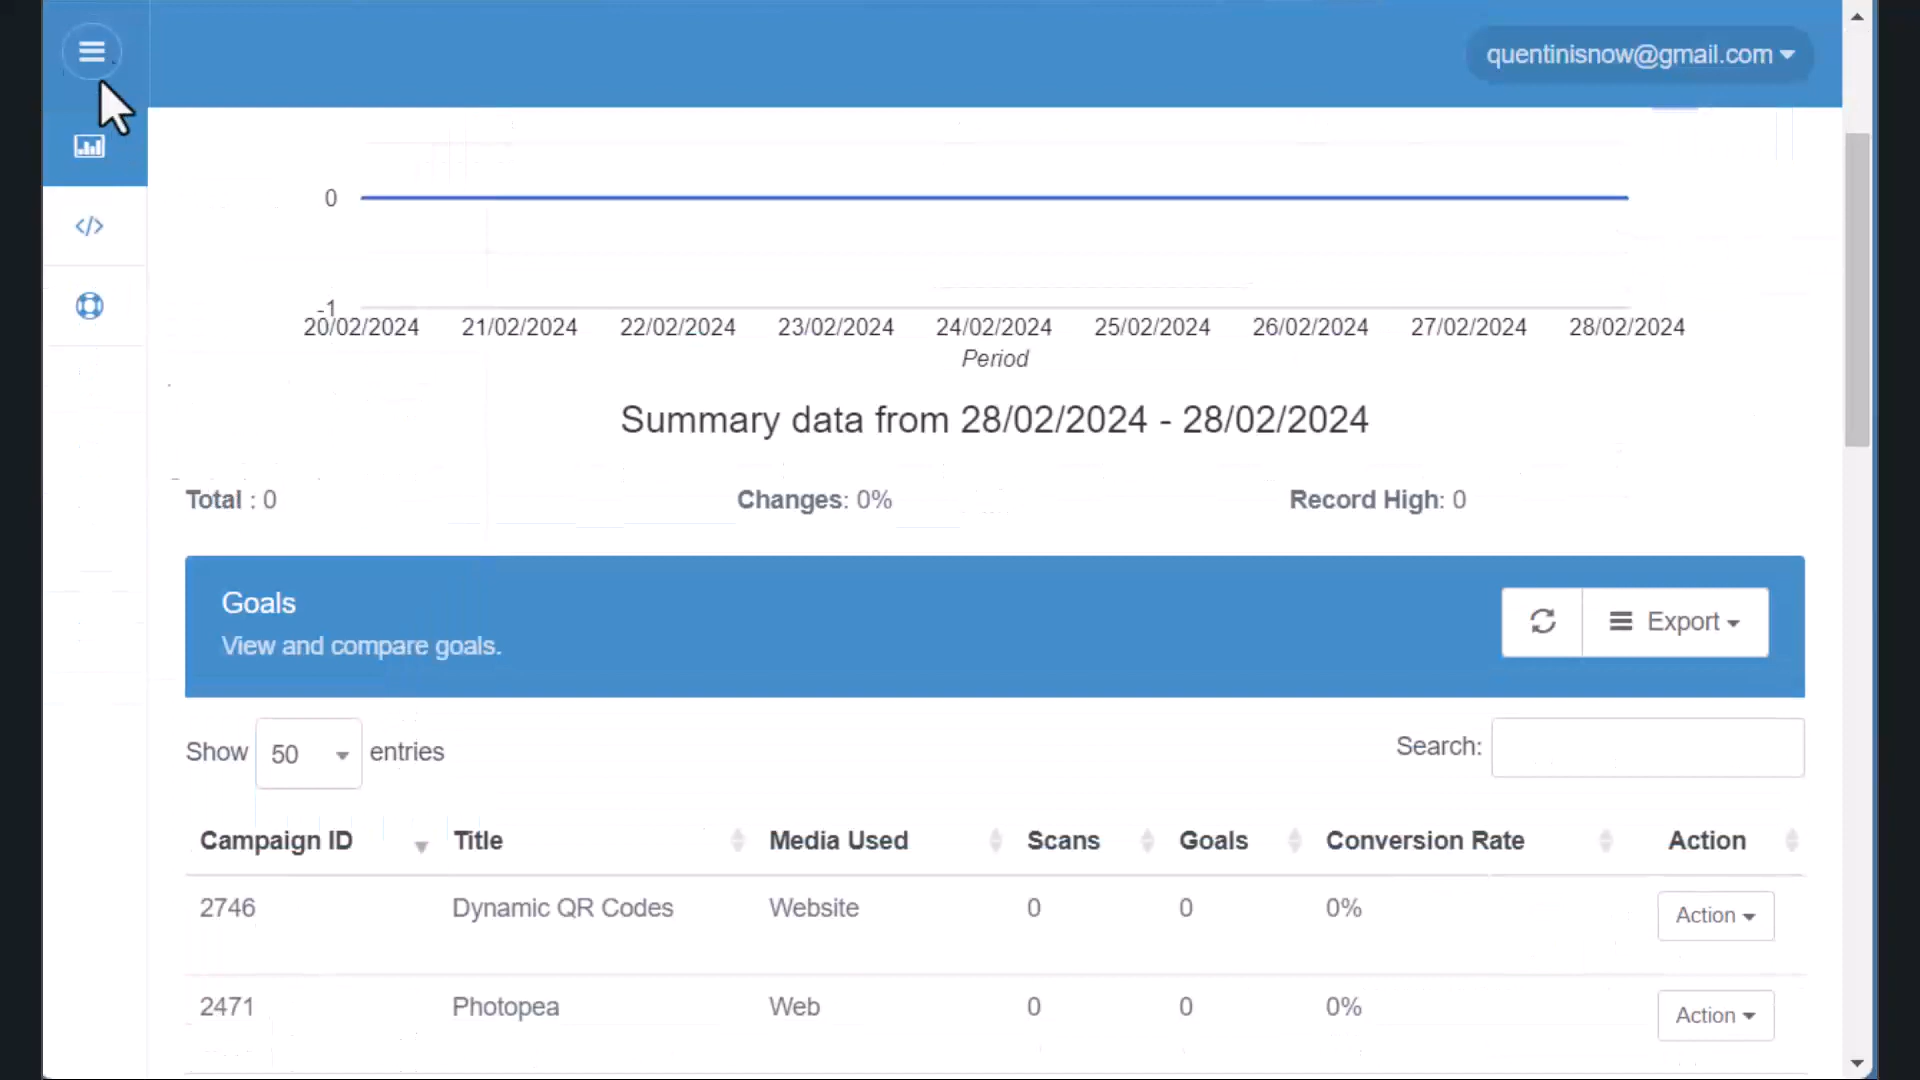 quentinisnow@gmail.com
0
-1
20/02/2024 21/02/2024 22/02/2024 23/02/2024 24/02/2024 25/02/2024 26/02/2024 27/02/2024 28/02/2024
Period
Summary data from 28/02/2024 - 28/02/2024
Total : 0 Changes: 0% Record High: 0
Goals
View and compare goals.
Export
Show 50 entries Search:
Campaign ID Title Media Used Scans Goals Conversion Rate Action
2746 Dynamic QR Codes Website 0 0 0% Action
2471 Photopea Web 0 0 0% Action